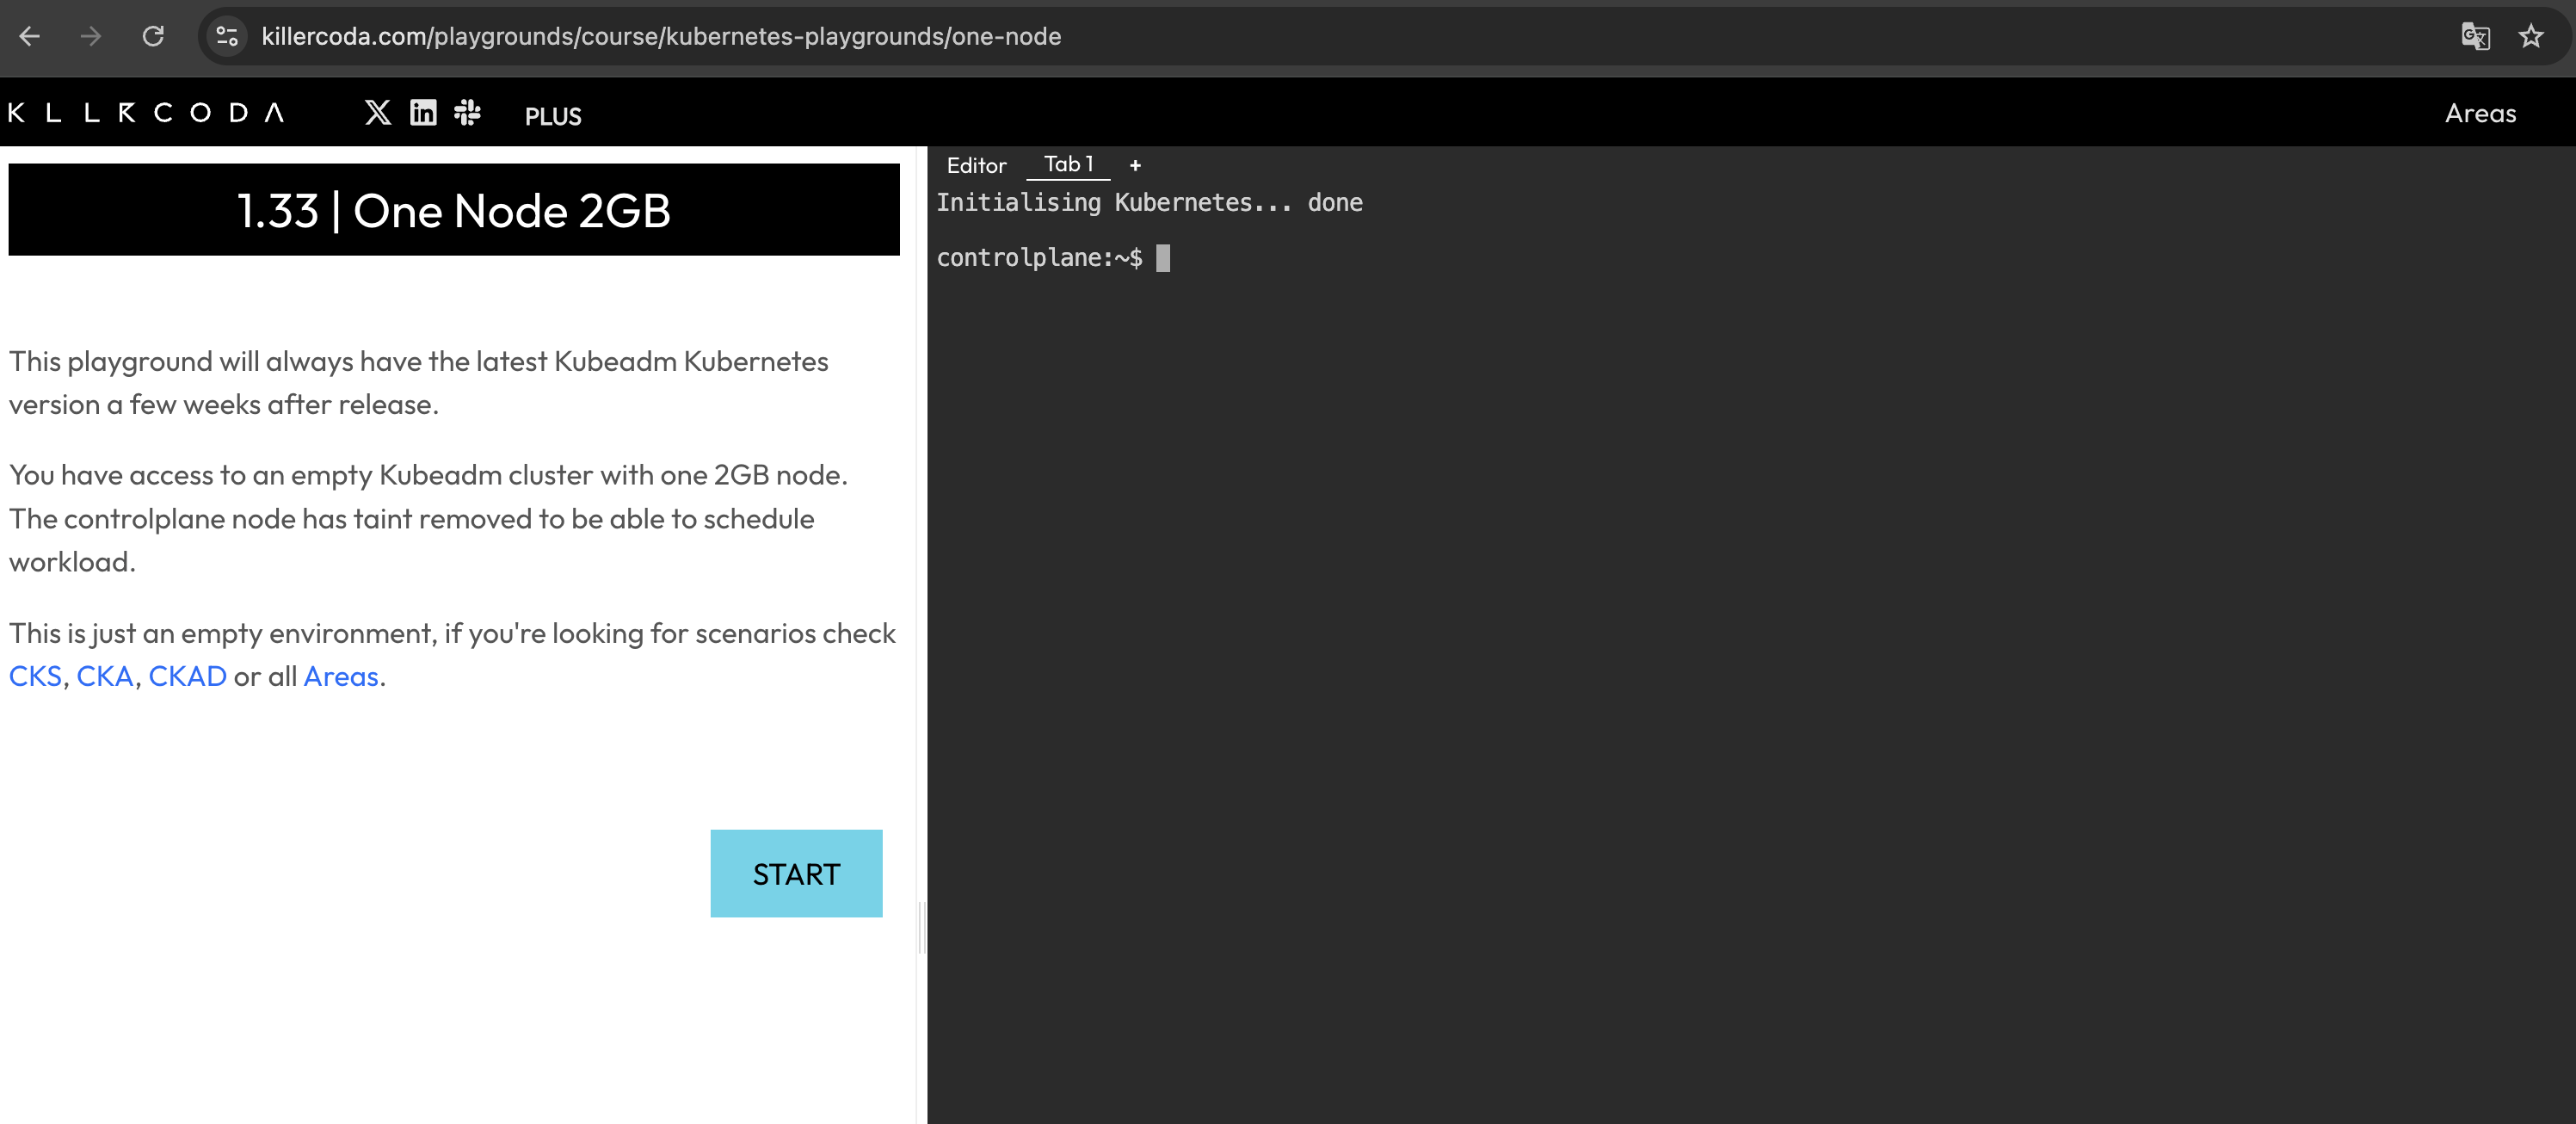 killercoda.com/playgrounds/course/kubernetes-playgrounds/one-node
KILLERCODA PLUS Areas
1.33 | One Node 2GB
This playground will always have the latest Kubeadm Kubernetes
version a few weeks after release.
You have access to an empty Kubeadm cluster with one 2GB node.
The controlplane node has taint removed to be able to schedule
workload.
This is just an empty environment, if you're looking for scenarios check
CKS, CKA, CKAD or all Areas.
START
Editor Tab 1 +
Initialising Kubernetes... done
controlplane:~$